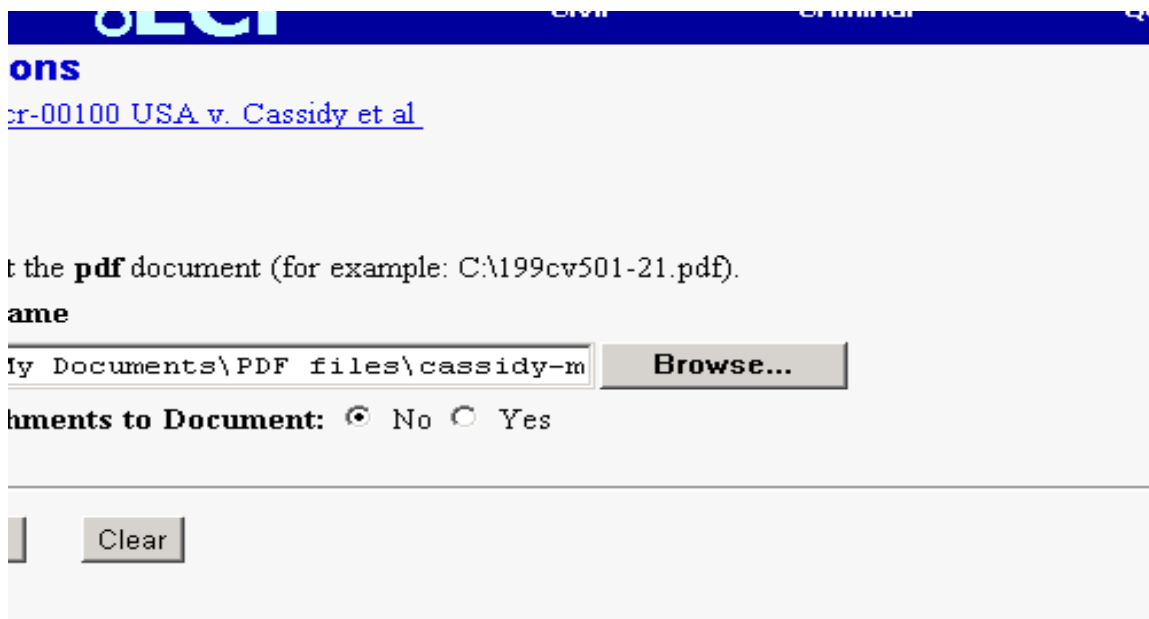 ons
cr-00100 USA v. Cassidy et al
t the pdf document (for example: C:\199cv501-21.pdf).
ame
My Documents\PDF files\cassidy-m Browse...
hments to Document: No Yes
Clear